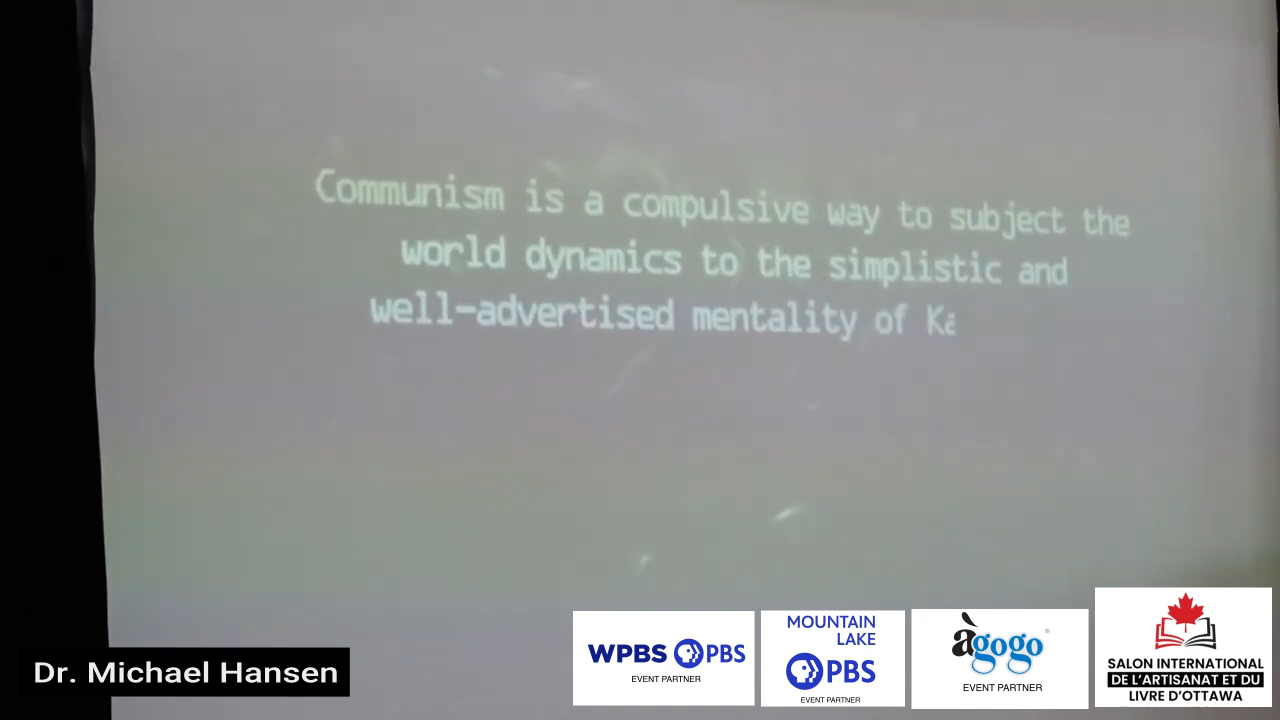 Communism is a compulsive way to subject the
world dynamics to the simplistic and
well-advertised mentality of Ka
Dr. Michael Hansen
WPBS PBS
EVENT PARTNER
MOUNTAIN
LAKE
PBS
EVENT PARTNER
àgogo
EVENT PARTNER
SALON INTERNATIONAL
DE L'ARTISANAT ET DU
LIVRE D'OTTAWA